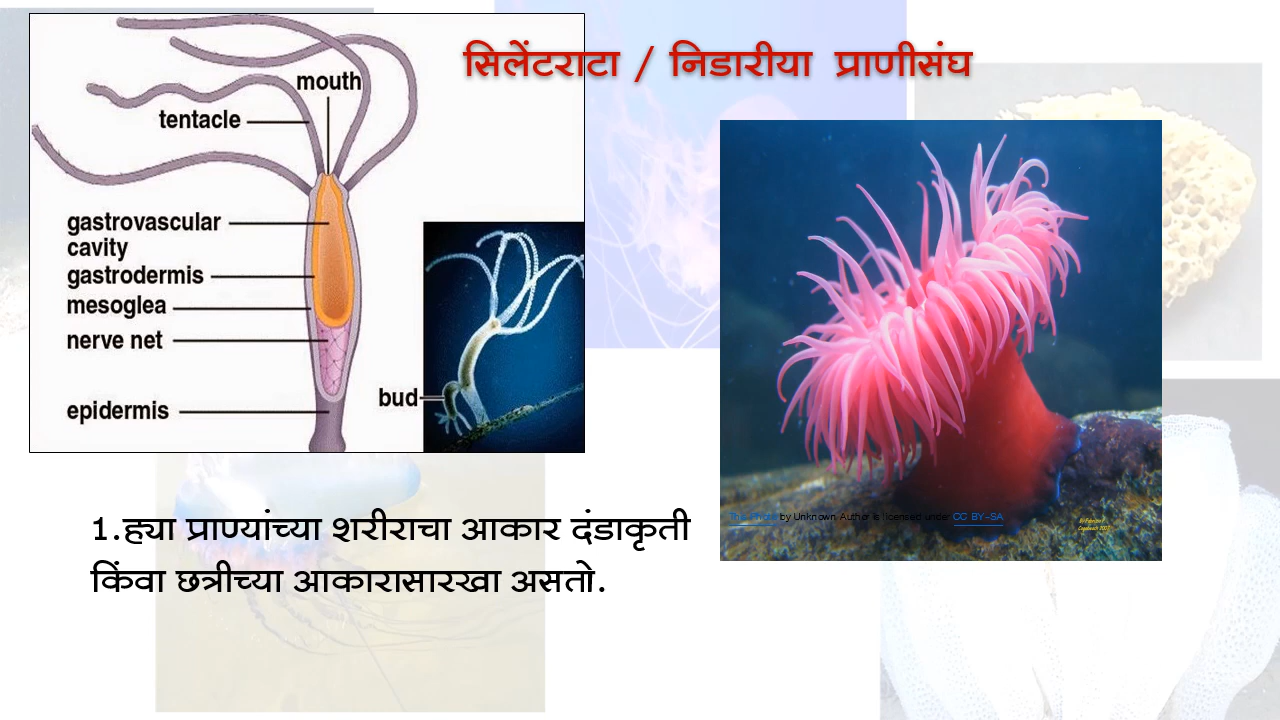 सिलेंटराटा / निडारीया प्राणीसंघ
mouth
tentacle
gastrovascular
cavity
gastrodermis
mesoglea
nerve net
epidermis
bud
This Photo by Unknown Author is licensed under CC BY-SA
1.ह्या प्राण्यांच्या शरीराचा आकार दंडाकृती
किंवा छत्रीच्या आकारासारखा असतो.